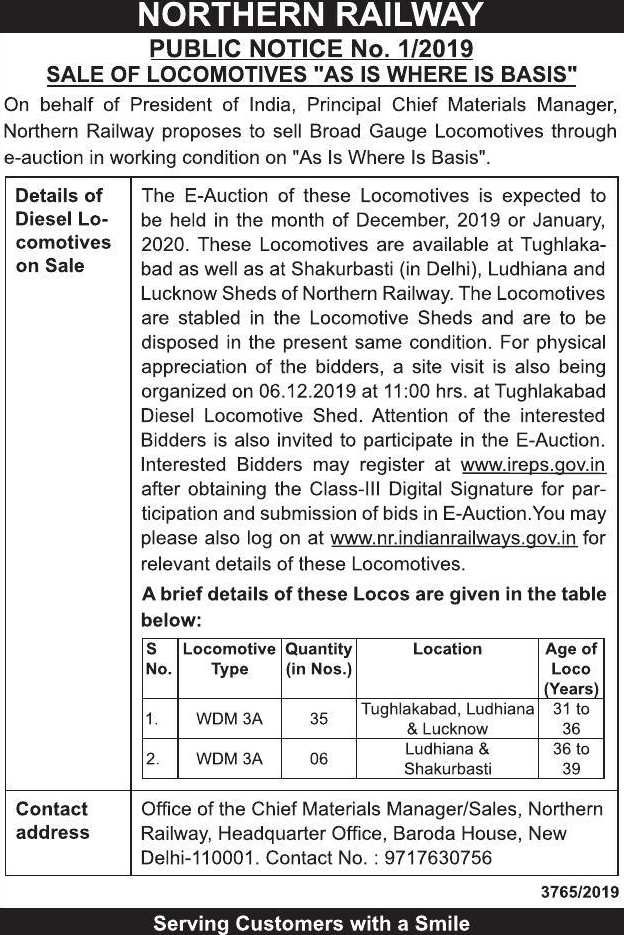 NORTHERN RAILWAY
PUBLIC NOTICE No. 1/2019
SALE OF LOCOMOTIVES "AS IS WHERE IS BASIS"
On behalf of President of India, Principal Chief Materials Manager,
Northern Railway proposes to sell Broad Gauge Locomotives through
e-auction in working condition on "As Is Where Is Basis".
Details of
Diesel Lo-
comotives
on Sale
The E-Auction of these Locomotives is expected to
be held in the month of December, 2019 or January,
2020. These Locomotives are available at Tughlaka-
bad as well as at Shakurbasti (in Delhi), Ludhiana and
Lucknow Sheds of Northern Railway. The Locomotives
are stabled in the Locomotive Sheds and are to be
disposed in the present same condition. For physical
appreciation of the bidders, a site visit is also being
organized on 06.12.2019 at 11:00 hrs. at Tughlakabad
Diesel Locomotive Shed. Attention of the interested
Bidders is also invited to participate in the E-Auction.
Interested Bidders may register at www.ireps.gov.in
after obtaining the Class-III Digital Signature for par-
ticipation and submission of bids in E-Auction.You may
please also log on at www.nr.indianrailways.gov.in for
relevant details of these Locomotives.
A brief details of these Locos are given in the table
below:
S No. Locomotive Type Quantity (in Nos.) Location Age of Loco (Years)
1. WDM 3A 35 Tughlakabad, Ludhiana & Lucknow 31 to 36
2. WDM 3A 06 Ludhiana & Shakurbasti 36 to 39
Contact
address
Office of the Chief Materials Manager/Sales, Northern
Railway, Headquarter Office, Baroda House, New
Delhi-110001. Contact No. : 9717630756
3765/2019
Serving Customers with a Smile